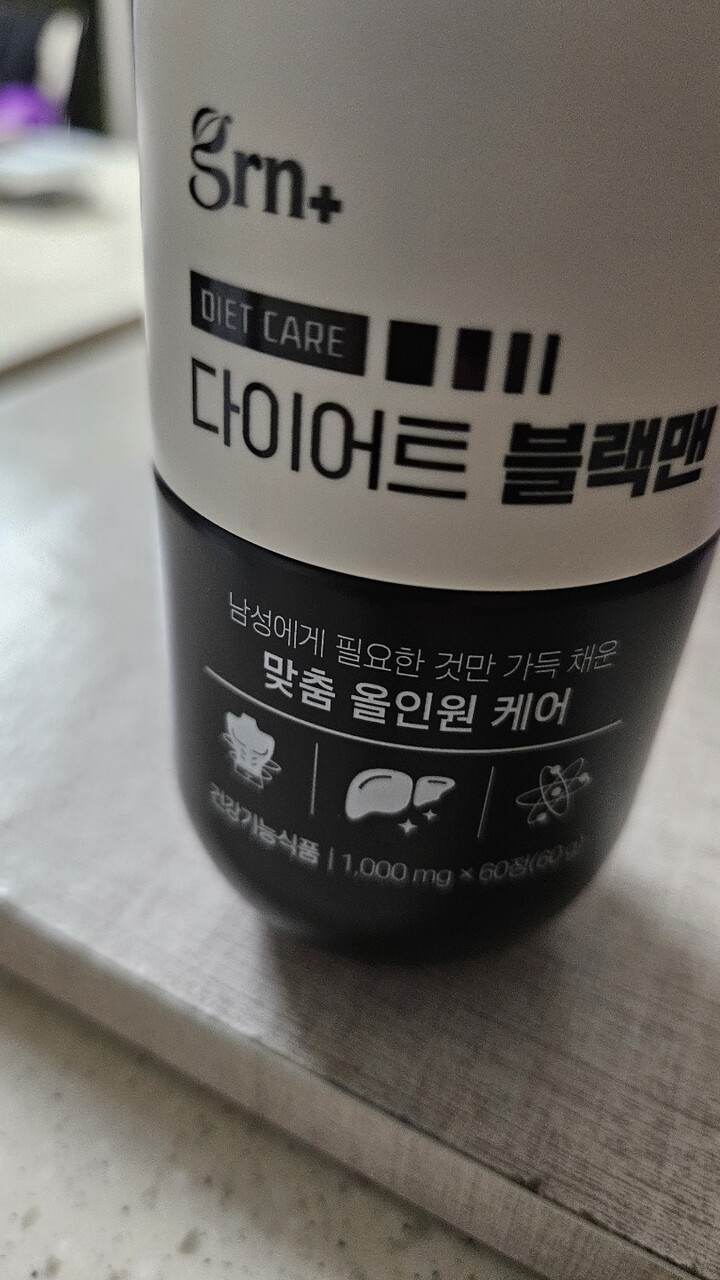 grn+
DIET CARE
다이어트 블랙맨
남성에게 필요한 것만 가득 채운
맞춤 올인원 케어
건강기능식품 | 1,000 mg × 60정(60 g)